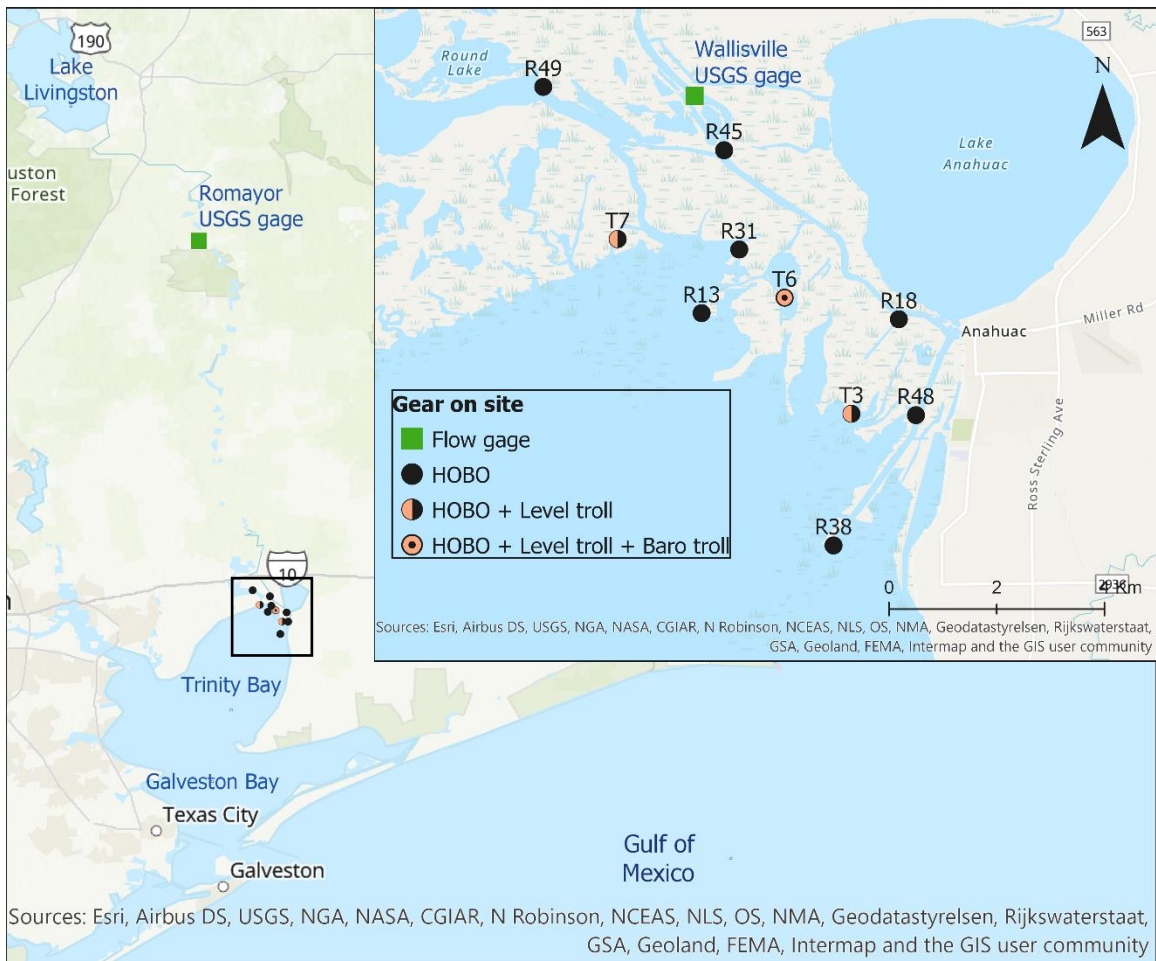 190
Lake
Livingston
uston
Forest
Romayor
USGS gage
10
Trinity Bay
Galveston Bay
Texas City
Galveston
Gulf of
Mexico
Round
Lake
R49
Wallisville
USGS gage
563
N
R45
Lake
Anahuac
T7
R31
T6
R13
R18
Anahuac
Miller Rd
T3
R48
Ross Sterling Ave
R38
Gear on site
Flow gage
HOBO
HOBO + Level troll
HOBO + Level troll + Baro troll
0 2 4 Km
Sources: Esri, Airbus DS, USGS, NGA, NASA, CGIAR, N Robinson, NCEAS, NLS, OS, NMA, Geodatastyrelsen, Rijkswaterstaat,
GSA, Geoland, FEMA, Intermap and the GIS user community
Sources: Esri, Airbus DS, USGS, NGA, NASA, CGIAR, N Robinson, NCEAS, NLS, OS, NMA, Geodatastyrelsen, Rijkswaterstaat,
GSA, Geoland, FEMA, Intermap and the GIS user community